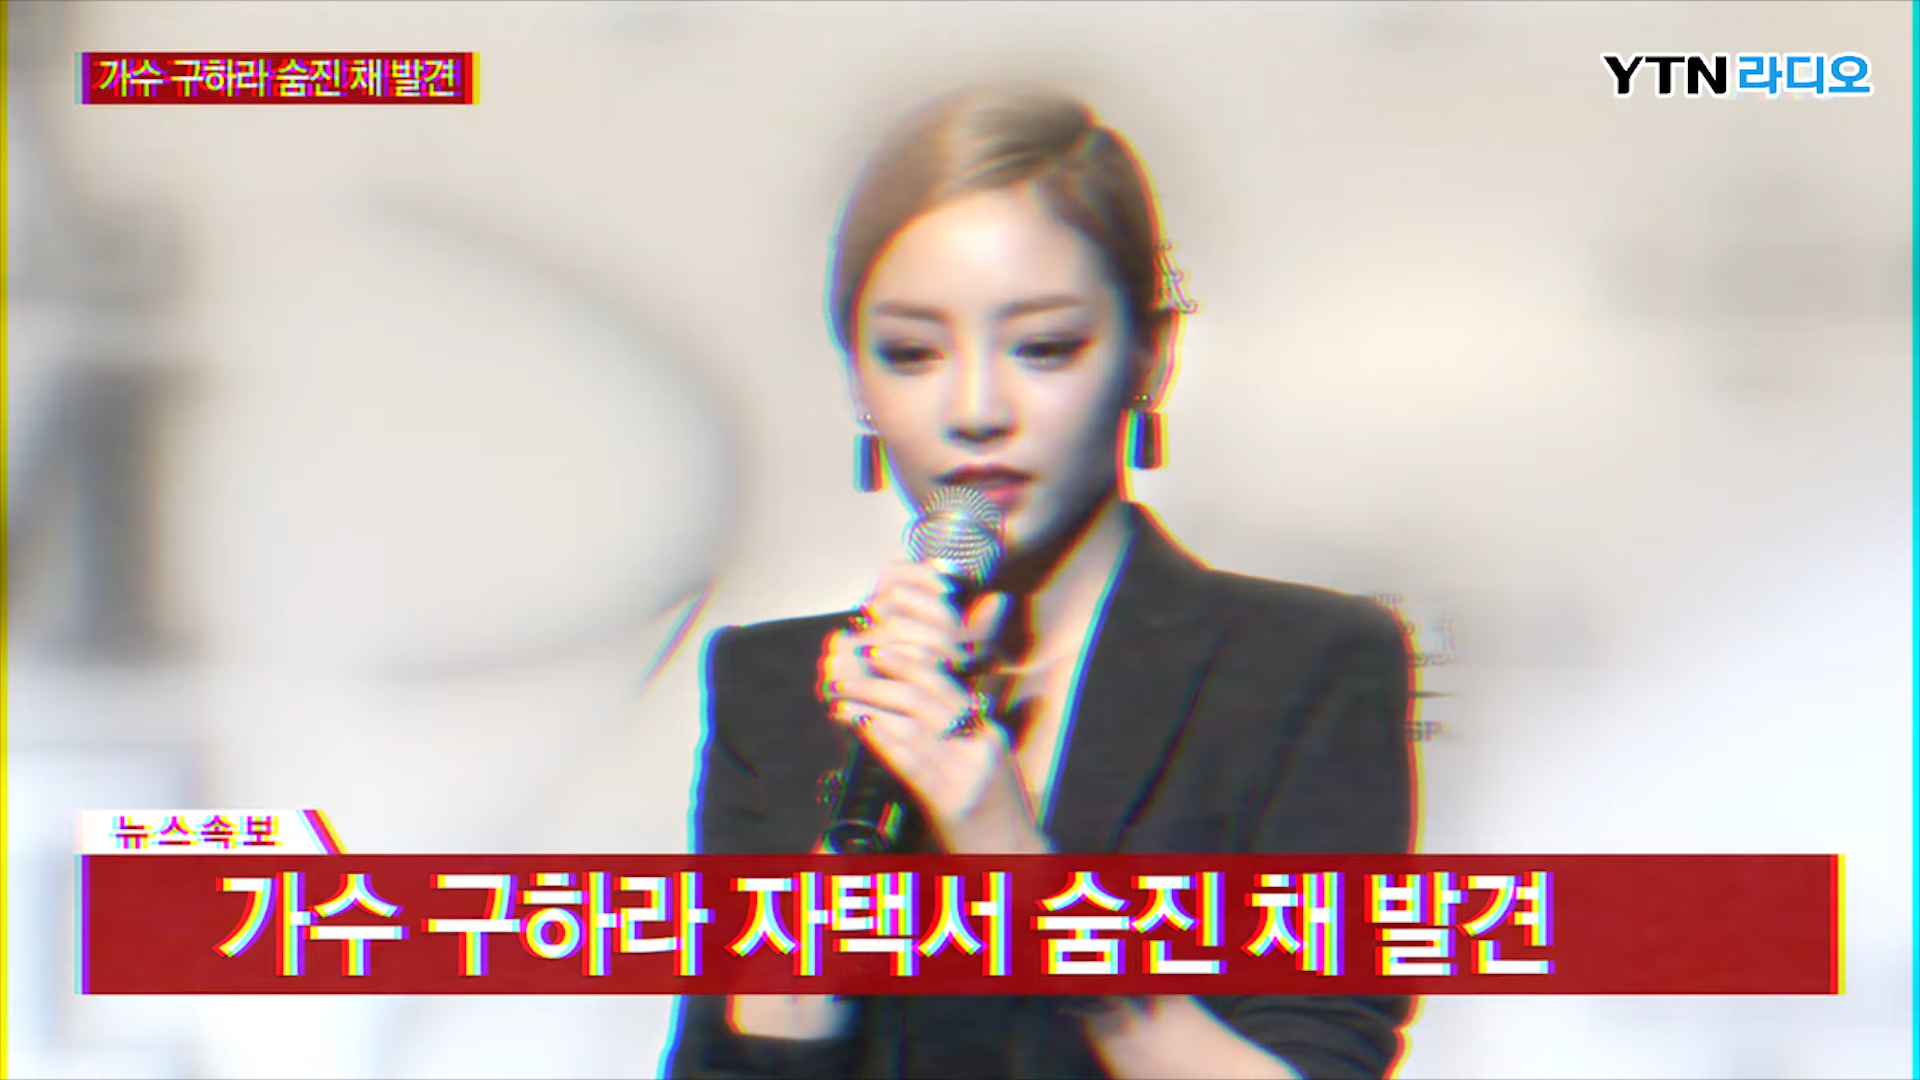 가수 구하라 숨진 채 발견
YTN 라디오
뉴스속보
가수 구하라 자택서 숨진 채 발견